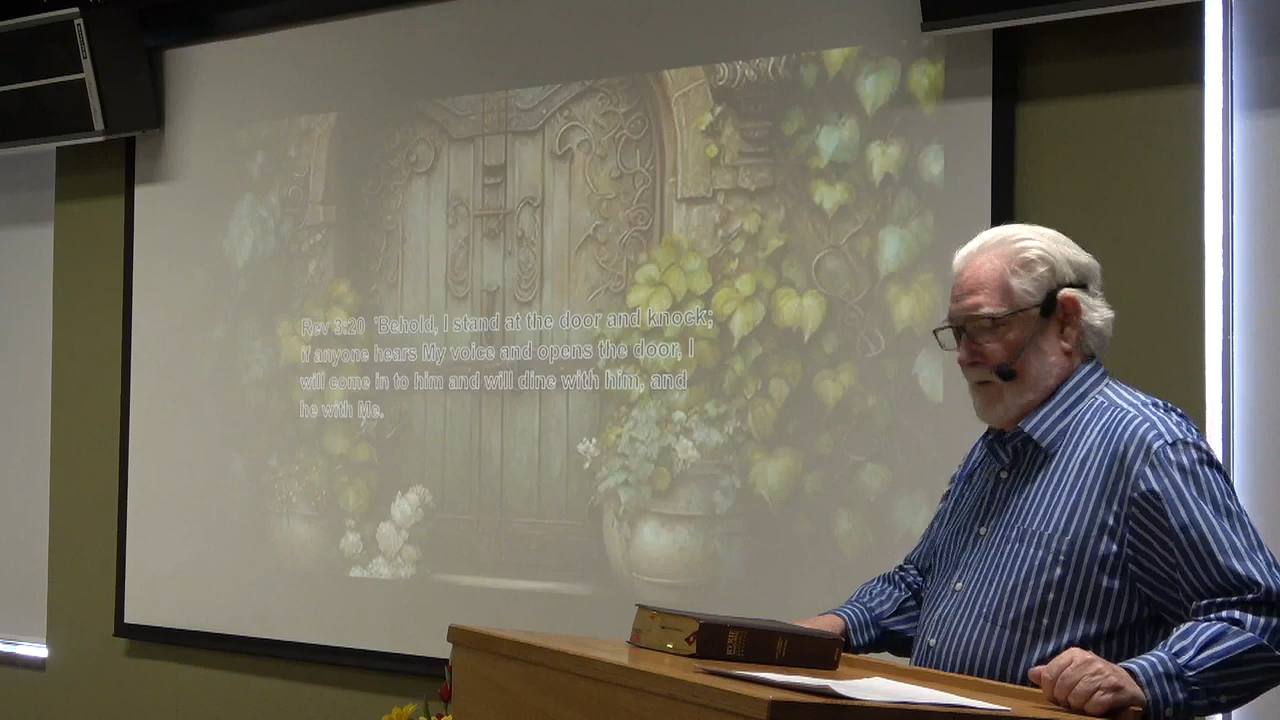 Rev 3:20 'Behold, I stand at the door and knock;
if anyone hears My voice and opens the door, I
will come in to him and will dine with him, and
he with Me.